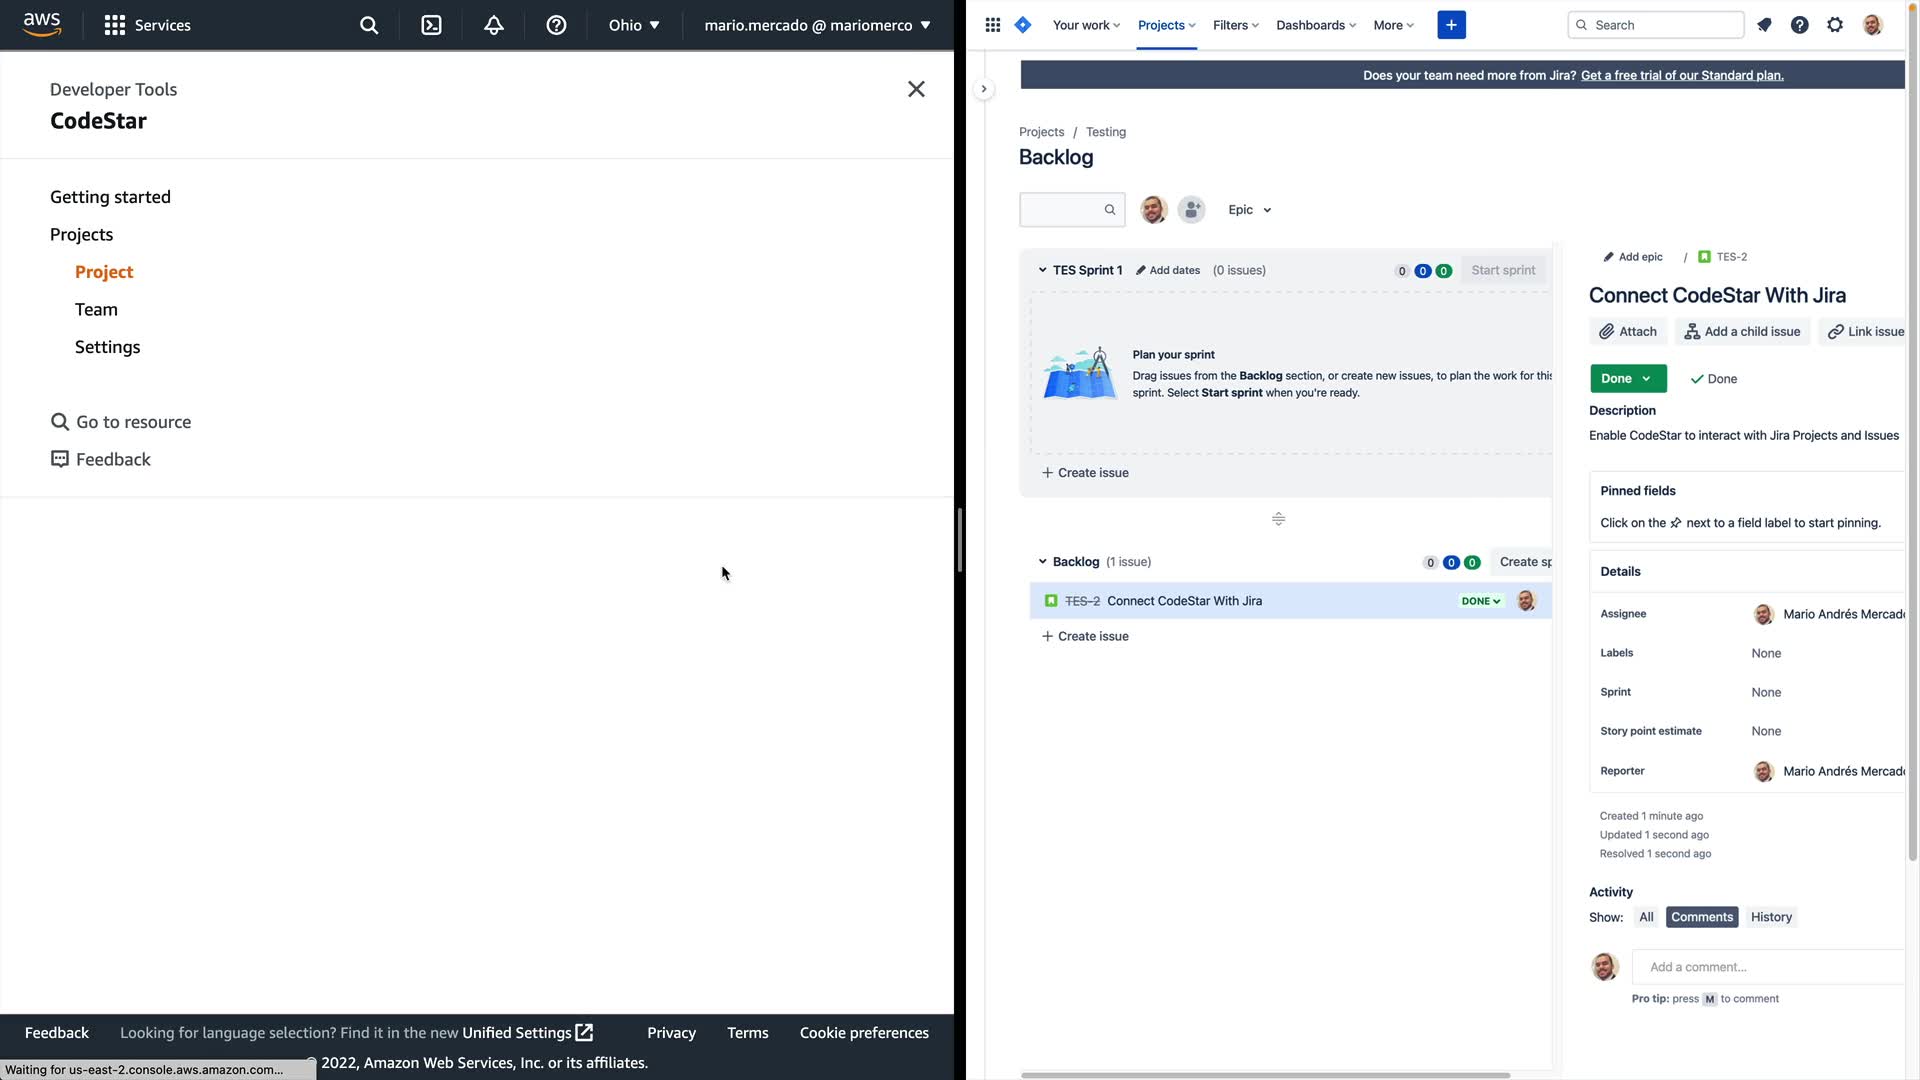 aws
Services
Ohio ▼
mario.mercado @ mariomerco ▼
Developer Tools
CodeStar
Getting started
Projects
Project
Team
Settings
Go to resource
Feedback
Feedback
Looking for language selection? Find it in the new Unified Settings
Privacy
Terms
Cookie preferences
© 2022, Amazon Web Services, Inc. or its affiliates.
Waiting for us-east-2.console.aws.amazon.com...
Your work
Projects
Filters
Dashboards
More
+
Search
Does your team need more from Jira? Get a free trial of our Standard plan.
Projects / Testing
Backlog
Epic
TES Sprint 1
Add dates
(0 issues)
0 0 0
Start sprint
Plan your sprint
Drag issues from the Backlog section, or create new issues, to plan the work for this
sprint. Select Start sprint when you're ready.
+ Create issue
Backlog (1 issue)
0 0 0
Create sp
TES-2 Connect CodeStar With Jira
DONE
+ Create issue
Add epic / TES-2
Connect CodeStar With Jira
Attach
Add a child issue
Link issue
Done
Done
Description
Enable CodeStar to interact with Jira Projects and Issues
Pinned fields
Click on the next to a field label to start pinning.
Details
Assignee
Mario Andrés Mercado
Labels
None
Sprint
None
Story point estimate
None
Reporter
Mario Andrés Mercado
Created 1 minute ago
Updated 1 second ago
Resolved 1 second ago
Activity
Show: All Comments History
Add a comment...
Pro tip: press M to comment